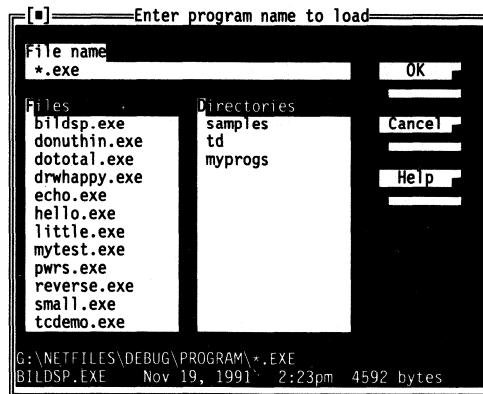 [■] Enter program name to load
File name
*.exe
OK
Files
Directories
bildsp.exe
donuthin.exe
dototal.exe
drwhappy.exe
echo.exe
hello.exe
little.exe
mytest.exe
pwrs.exe
reverse.exe
small.exe
tcdemo.exe
samples
td
myprogs
Cancel
Help
G:\NETFILES\DEBUG\PROGRAM\*.EXE
BILDSP.EXE Nov 19, 1991 2:23pm 4592 bytes